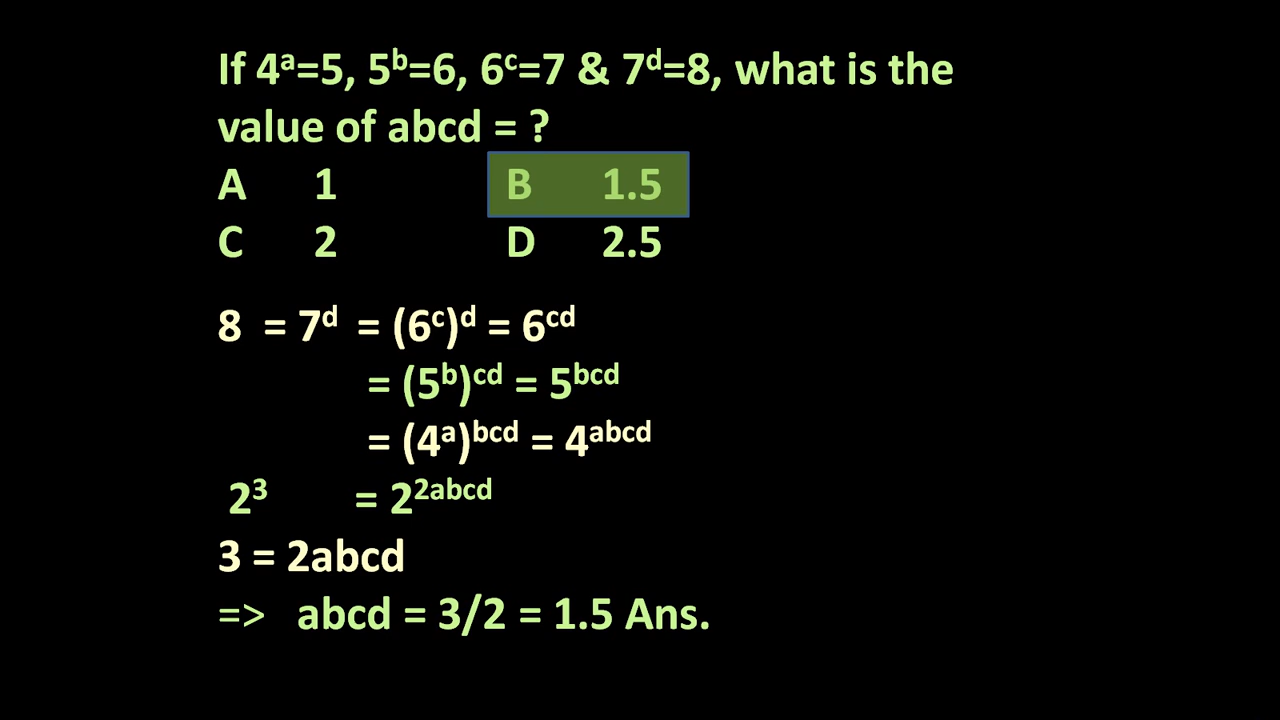 If 4ᵃ=5, 5ᵇ=6, 6ᶜ=7 & 7ᵈ=8, what is the
value of abcd = ?
A 1 B 1.5
C 2 D 2.5
8 = 7ᵈ = (6ᶜ)ᵈ = 6ᶜᵈ
= (5ᵇ)ᶜᵈ = 5ᵇᶜᵈ
= (4ᵃ)ᵇᶜᵈ = 4ᵃᵇᶜᵈ
2³ = 2²ᵃᵇᶜᵈ
3 = 2abcd
=> abcd = 3/2 = 1.5 Ans.